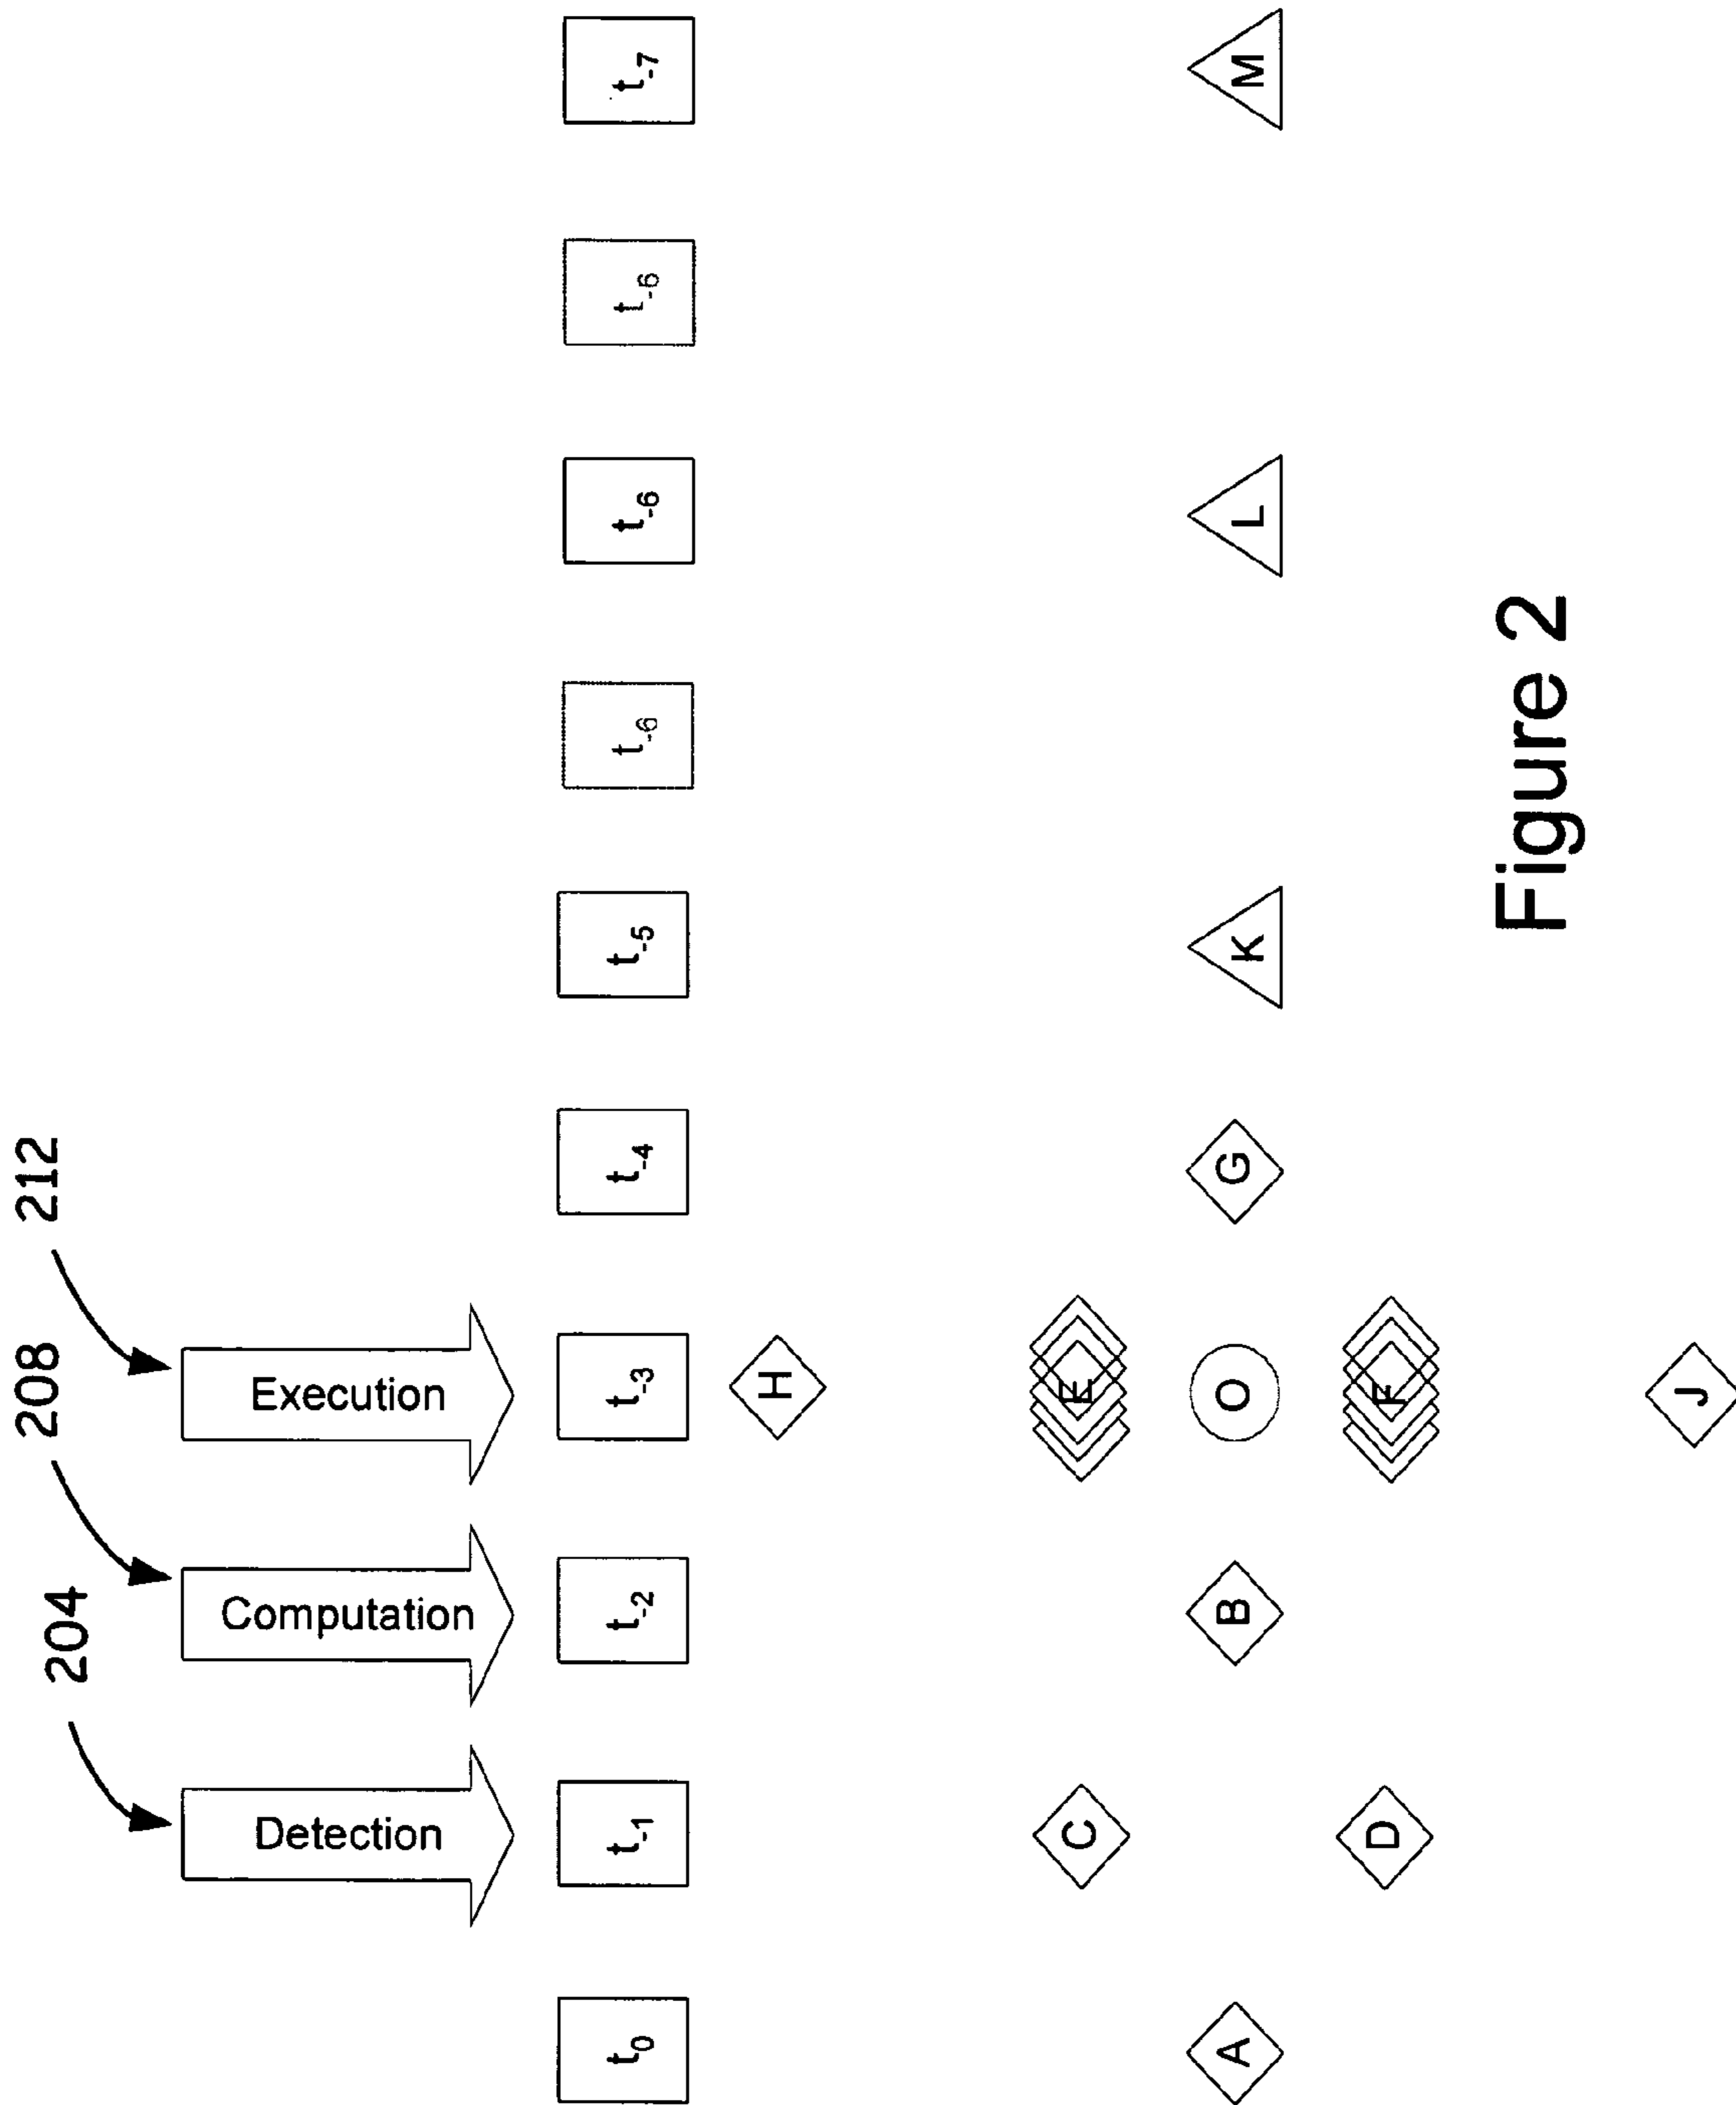 204
208
212
Detection
Computation
Execution
t0
t-1
t-2
t-3
t-4
t-5
t-6
t-6
t-6
t-7
H
C
E
A
B
O
G
K
L
M
D
F
J
Figure 2